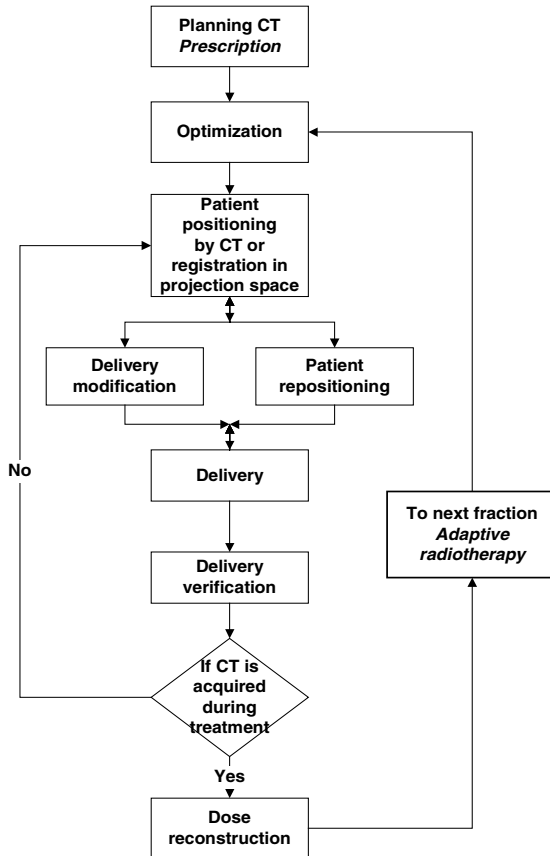 Planning CT
Prescription
Optimization
Patient
positioning
by CT or
registration in
projection space
Delivery
modification
Patient
repositioning
No
Delivery
To next fraction
Adaptive
radiotherapy
Delivery
verification
If CT is
acquired
during
treatment
Yes
Dose
reconstruction